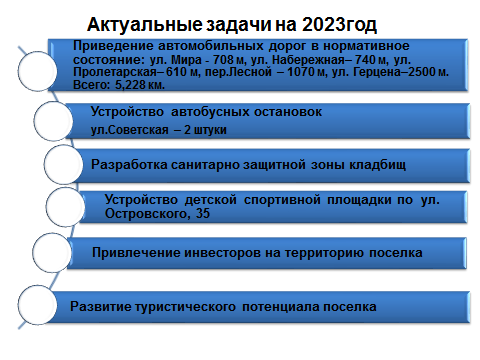 Актуальные задачи на 2023год
Приведение автомобильных дорог в нормативное
состояние: ул. Мира - 708 м, ул. Набережная– 740 м, ул.
Пролетарская– 610 м, пер.Лесной – 1070 м, ул. Герцена–2500 м.
Всего: 5,228 км.
Устройство автобусных остановок
ул.Советская – 2 штуки
Разработка санитарно защитной зоны кладбищ
Устройство детской спортивной площадки по ул.
Островского, 35
Привлечение инвесторов на территорию поселка
Развитие туристического потенциала поселка